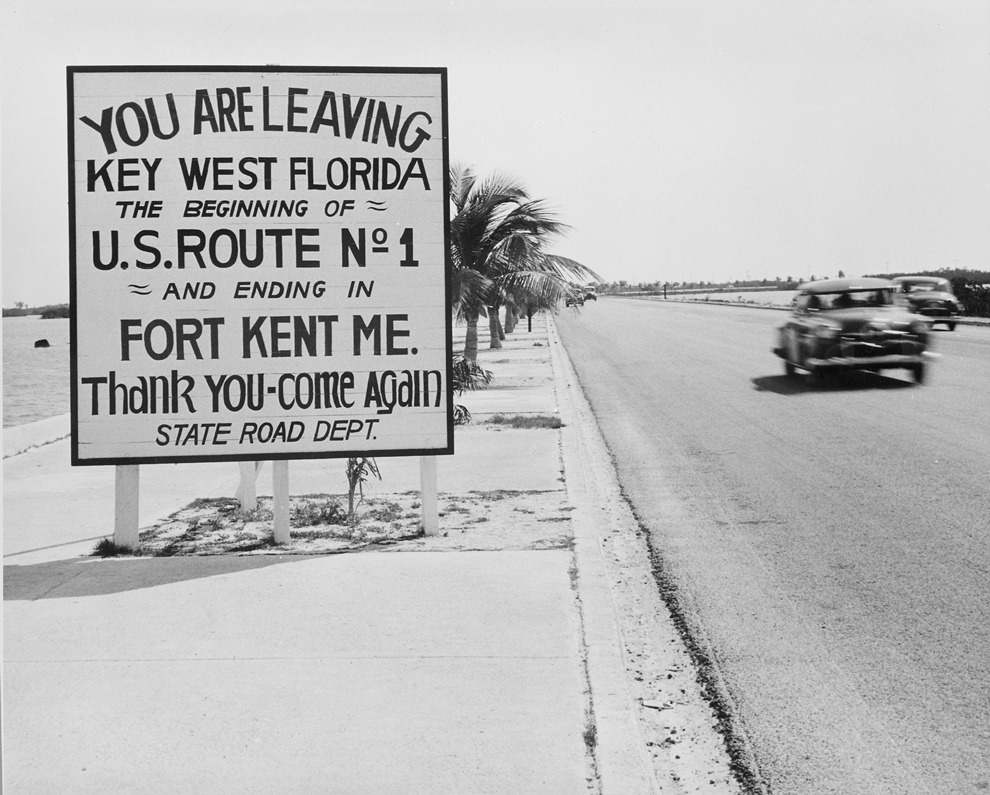 YOU ARE LEAVING
KEY WEST FLORIDA
THE BEGINNING OF ≈
U.S. ROUTE Nº 1
≈ AND ENDING IN
FORT KENT ME.
Thank YOU-come Again
STATE ROAD DEPT.